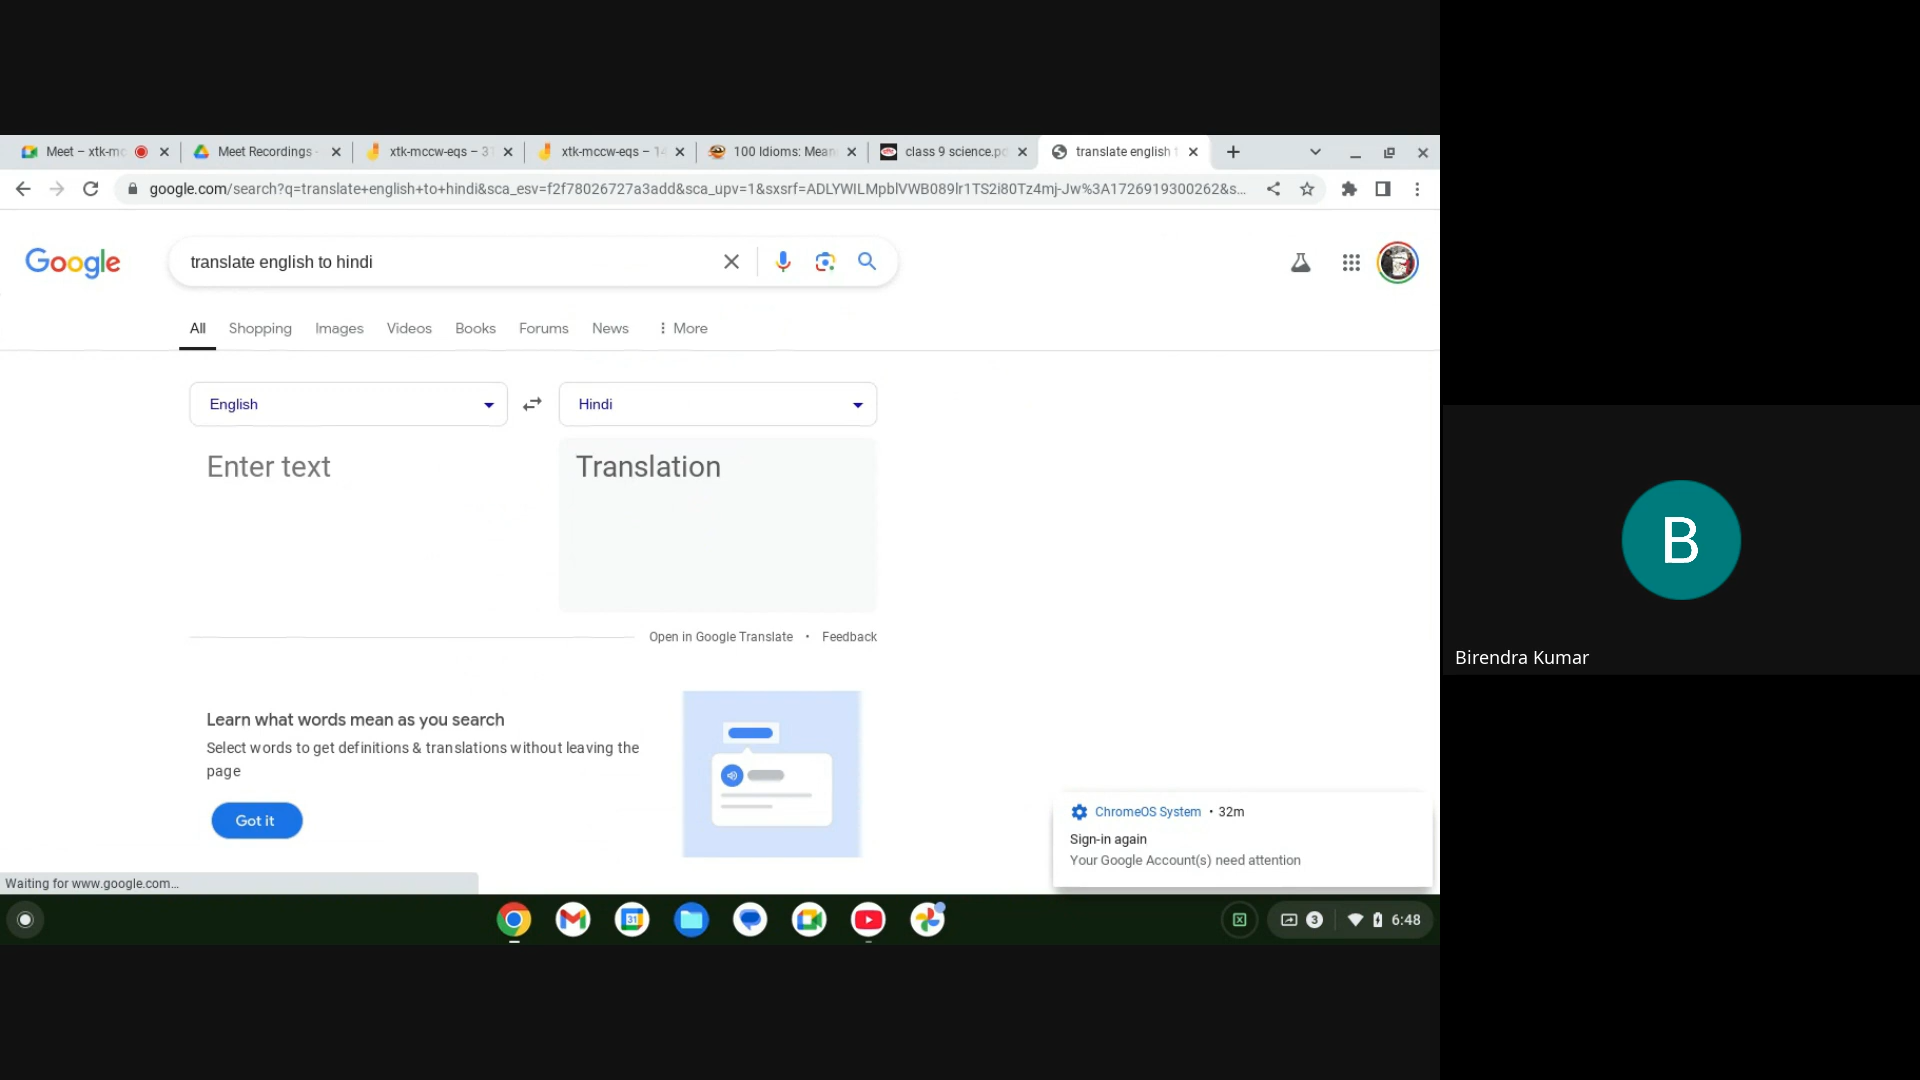 Meet – xtk-mc
Meet Recordings -
xtk-mccw-eqs – 31
xtk-mccw-eqs – 14
100 Idioms: Mean
class 9 science.pd
translate english t
google.com/search?q=translate+english+to+hindi&sca_esv=f2f78026727a3add&sca_upv=1&sxsrf=ADLYWILMpblVWB089lr1TS2i80Tz4mj-Jw%3A1726919300262&s...
Google
translate english to hindi
All Shopping Images Videos Books Forums News More
English
Hindi
Enter text
Translation
Open in Google Translate • Feedback
Learn what words mean as you search
Select words to get definitions & translations without leaving the
page
Got it
ChromeOS System • 32m
Sign-in again
Your Google Account(s) need attention
Waiting for www.google.com...
31
3
6:48
B
Birendra Kumar